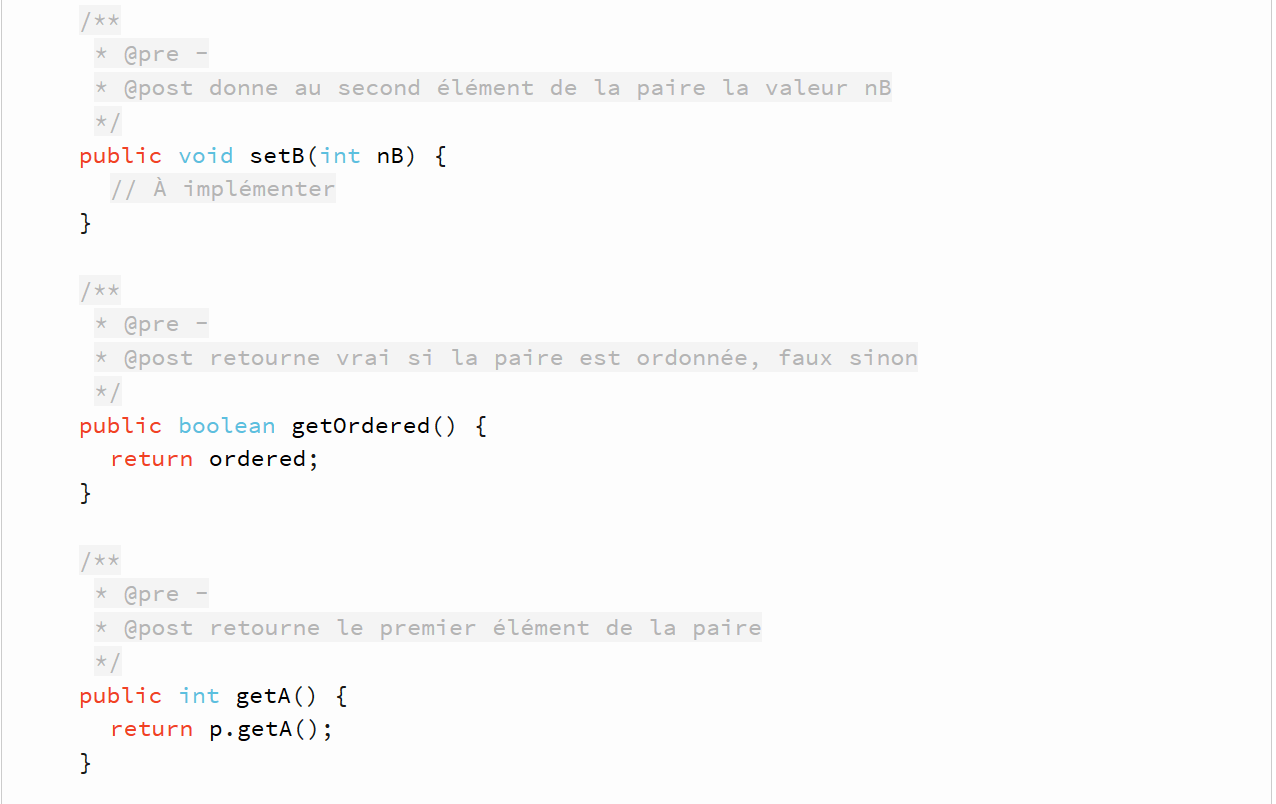 /**
 * @pre -
 * @post donne au second élément de la paire la valeur nB
 */
public void setB(int nB) {
  // À implémenter
}

/**
 * @pre -
 * @post retourne vrai si la paire est ordonnée, faux sinon
 */
public boolean getOrdered() {
  return ordered;
}

/**
 * @pre -
 * @post retourne le premier élément de la paire
 */
public int getA() {
  return p.getA();
}